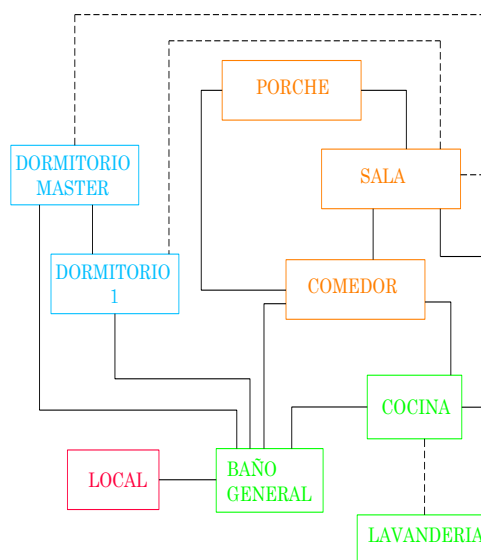 PORCHE
DORMITORIO
MASTER
SALA
DORMITORIO
1
COMEDOR
COCINA
LOCAL
BAÑO
GENERAL
LAVANDERIA